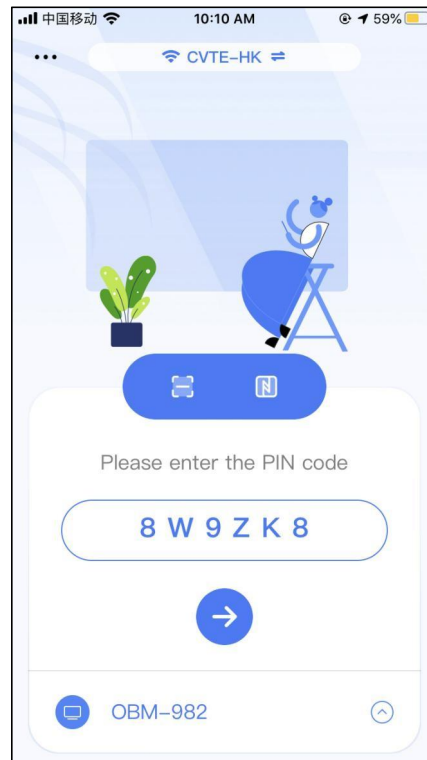 中国移动 10:10 AM 59%
CVTE-HK
Please enter the PIN code
8W9ZK8
OBM-982